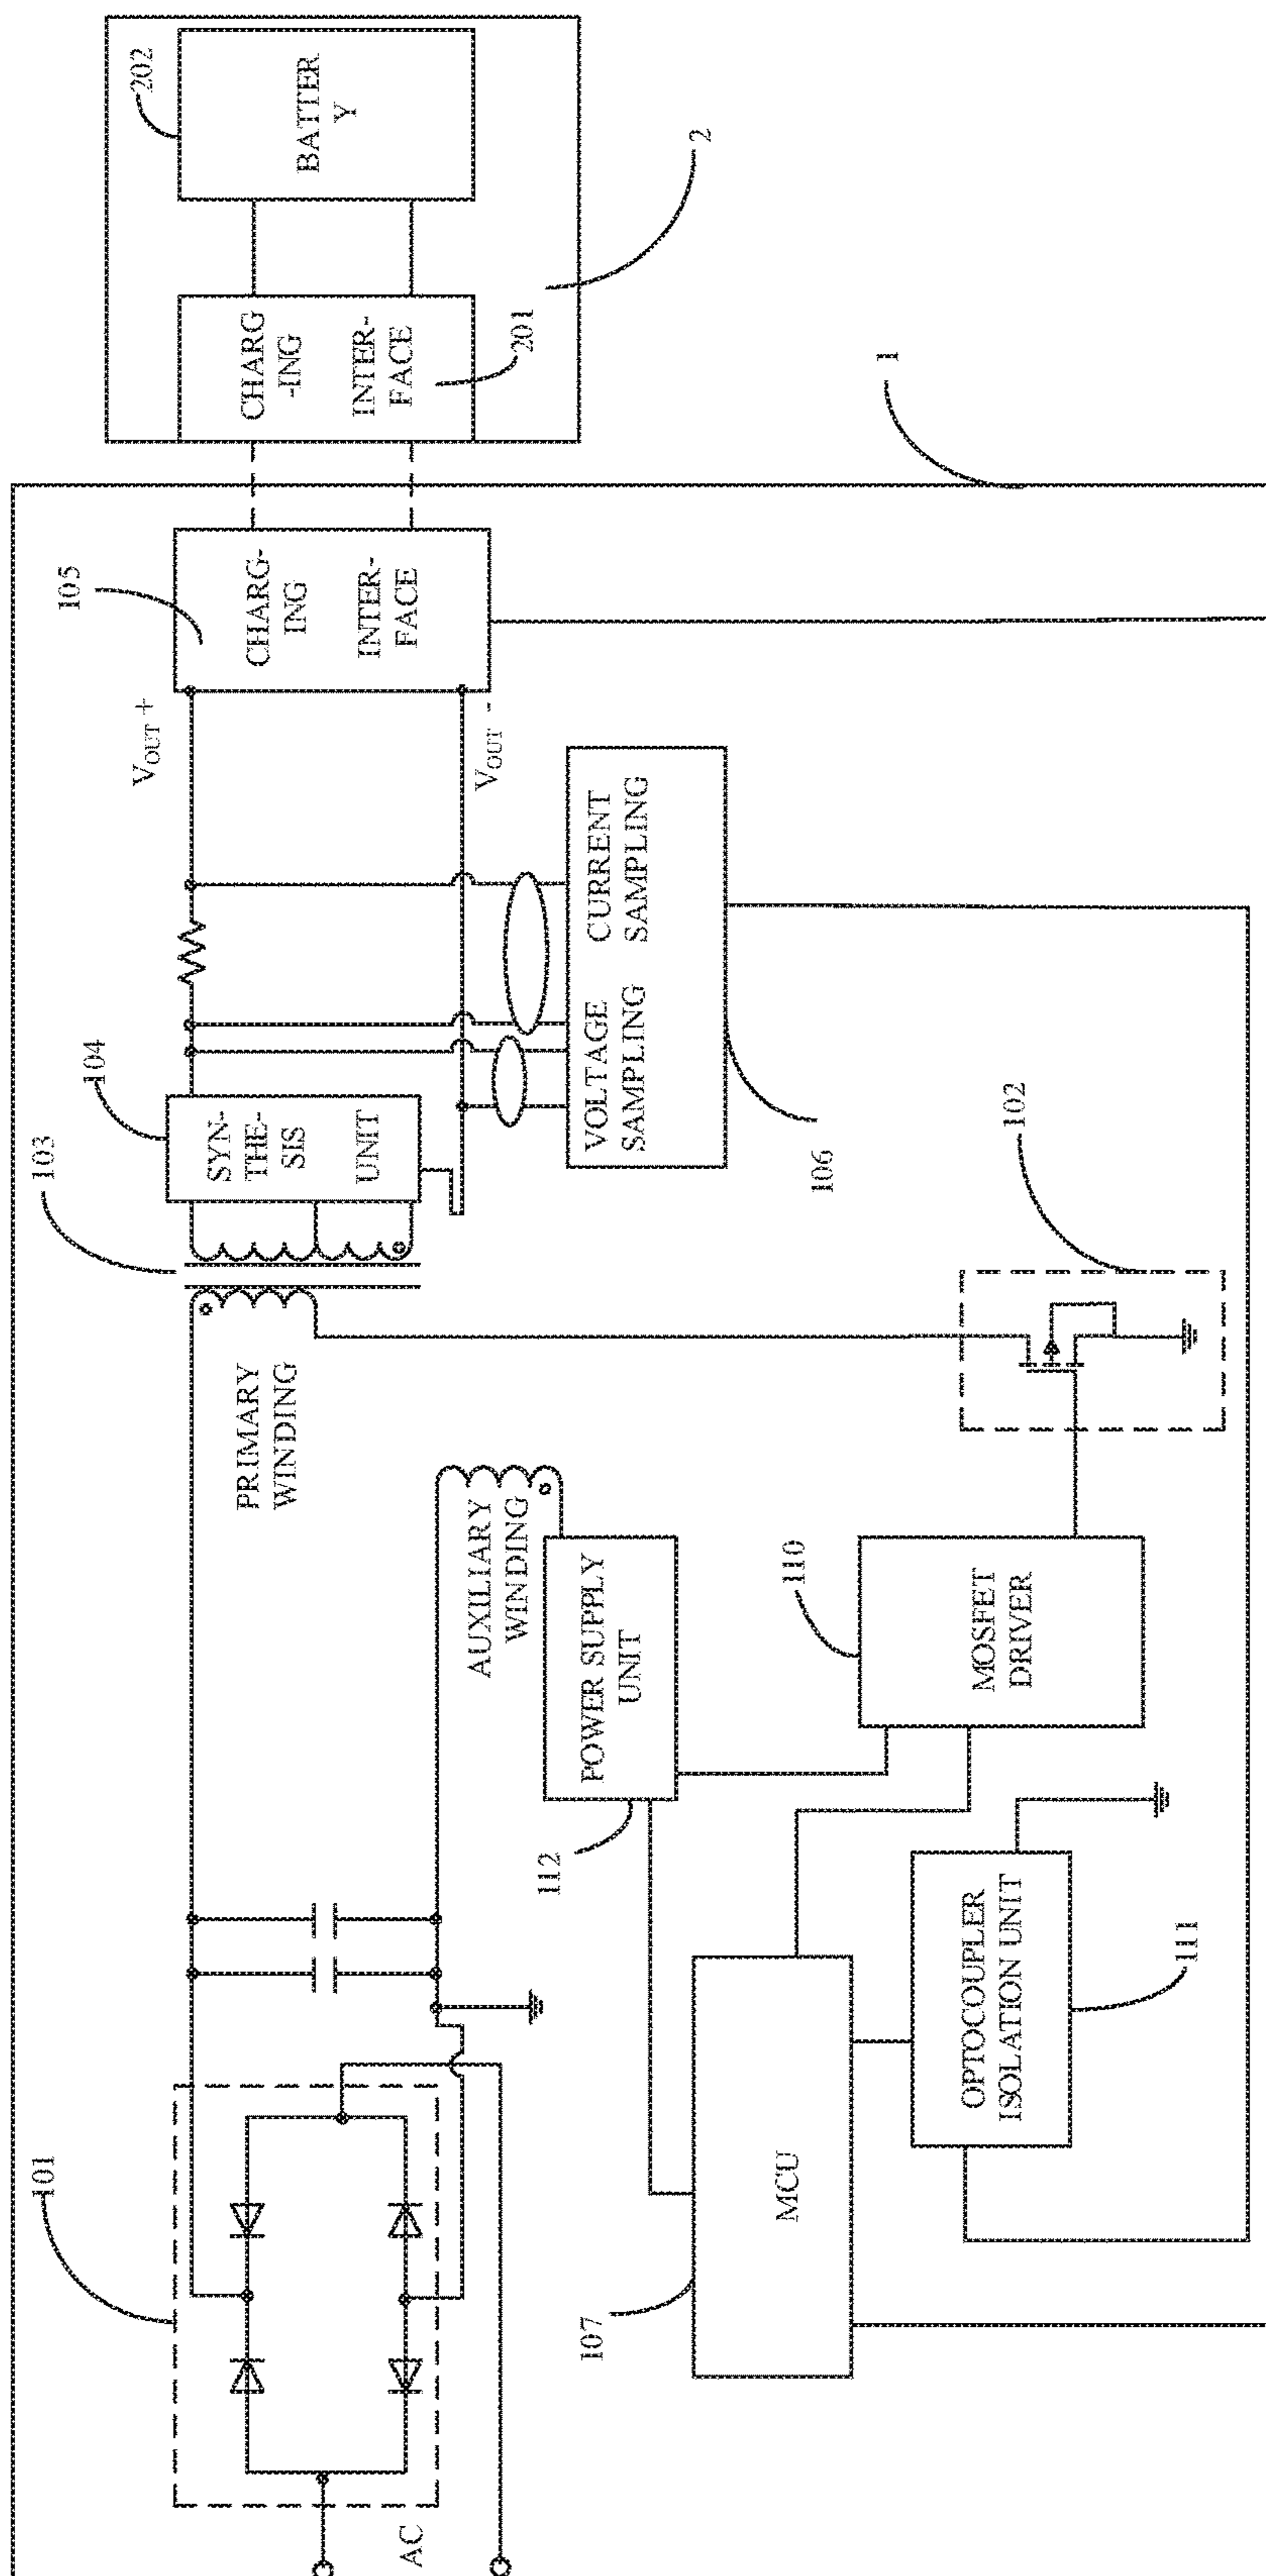 1
2
101
AC
103
104
SYN-
THE-
SIS
UNIT
PRIMARY
WINDING
AUXILIARY
WINDING
V_OUT +
V_OUT -
105
CHARG-
ING
INTER-
FACE
CHARG
-ING
INTER-
FACE
201
202
BATTER
Y
VOLTAGE
SAMPLING
CURRENT
SAMPLING
106
102
POWER SUPPLY
UNIT
112
110
MOSFET
DRIVER
MCU
107
OPTOCOUPLER
ISOLATION UNIT
111